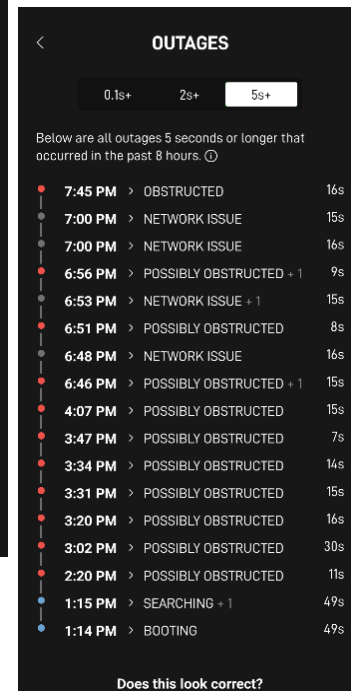 OUTAGES
0.1s+ 2s+ 5s+
Below are all outages 5 seconds or longer that
occurred in the past 8 hours.
7:45 PM > OBSTRUCTED 16s
7:00 PM > NETWORK ISSUE 15s
7:00 PM > NETWORK ISSUE 16s
6:56 PM > POSSIBLY OBSTRUCTED + 1 9s
6:53 PM > NETWORK ISSUE + 1 15s
6:51 PM > POSSIBLY OBSTRUCTED 8s
6:48 PM > NETWORK ISSUE 16s
6:46 PM > POSSIBLY OBSTRUCTED + 1 15s
4:07 PM > POSSIBLY OBSTRUCTED 15s
3:47 PM > POSSIBLY OBSTRUCTED 7s
3:34 PM > POSSIBLY OBSTRUCTED 14s
3:31 PM > POSSIBLY OBSTRUCTED 15s
3:20 PM > POSSIBLY OBSTRUCTED 16s
3:02 PM > POSSIBLY OBSTRUCTED 30s
2:20 PM > POSSIBLY OBSTRUCTED 11s
1:15 PM > SEARCHING + 1 49s
1:14 PM > BOOTING 49s
Does this look correct?